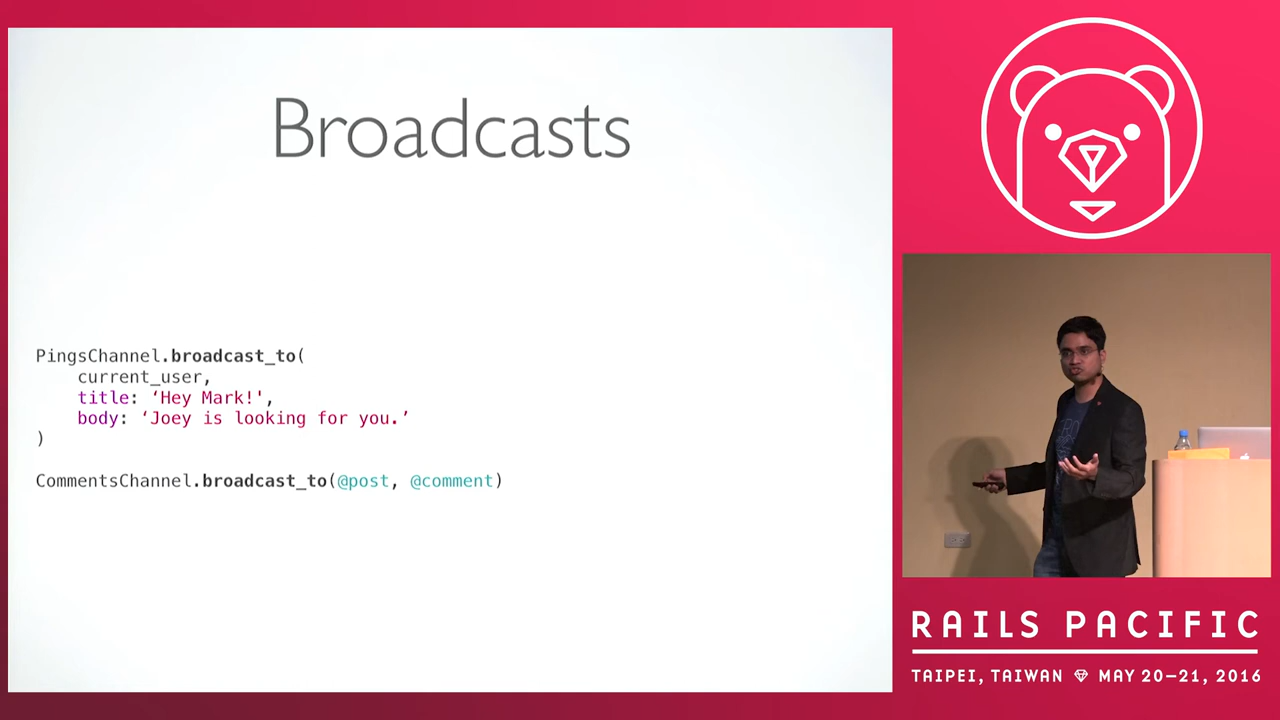 Broadcasts
PingsChannel.broadcast_to(
    current_user,
    title: ‘Hey Mark!',
    body: ‘Joey is looking for you.’
)
CommentsChannel.broadcast_to(@post, @comment)
RAILS PACIFIC
TAIPEI, TAIWAN MAY 20–21, 2016